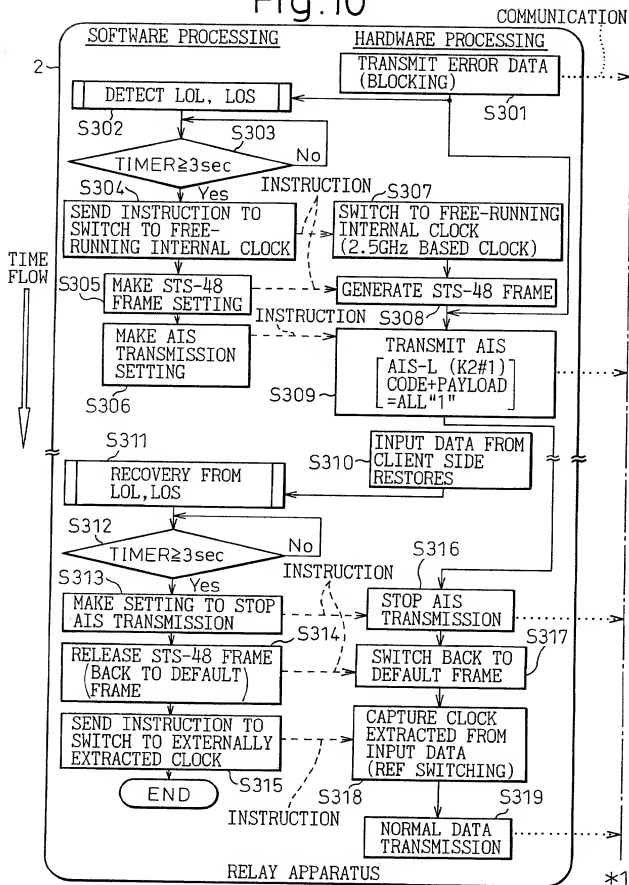 Fig.10
COMMUNICATION
SOFTWARE PROCESSING
HARDWARE PROCESSING
2
TRANSMIT ERROR DATA
(BLOCKING)
S301
DETECT LOL, LOS
S302
S303
TIMER≧3sec
No
Yes
S304
INSTRUCTION
S307
SEND INSTRUCTION TO
SWITCH TO FREE-
RUNNING INTERNAL CLOCK
SWITCH TO FREE-RUNNING
INTERNAL CLOCK
(2.5GHz BASED CLOCK)
TIME
FLOW
S305
MAKE STS-48
FRAME SETTING
GENERATE STS-48 FRAME
S308
INSTRUCTION
MAKE AIS
TRANSMISSION
SETTING
S306
TRANSMIT AIS
AIS-L (K2#1)
CODE+PAYLOAD
=ALL"1"
S309
S311
S310
INPUT DATA FROM
CLIENT SIDE
RESTORES
RECOVERY FROM
LOL,LOS
S312
TIMER≧3sec
No
Yes
S313
INSTRUCTION
S316
MAKE SETTING TO STOP
AIS TRANSMISSION
STOP AIS
TRANSMISSION
S314
S317
RELEASE STS-48 FRAME
(BACK TO DEFAULT
FRAME)
SWITCH BACK TO
DEFAULT FRAME
SEND INSTRUCTION TO
SWITCH TO EXTERNALLY
EXTRACTED CLOCK
S315
CAPTURE CLOCK
EXTRACTED FROM
INPUT DATA
(REF SWITCHING)
S318
END
INSTRUCTION
S319
NORMAL DATA
TRANSMISSION
RELAY APPARATUS
*1